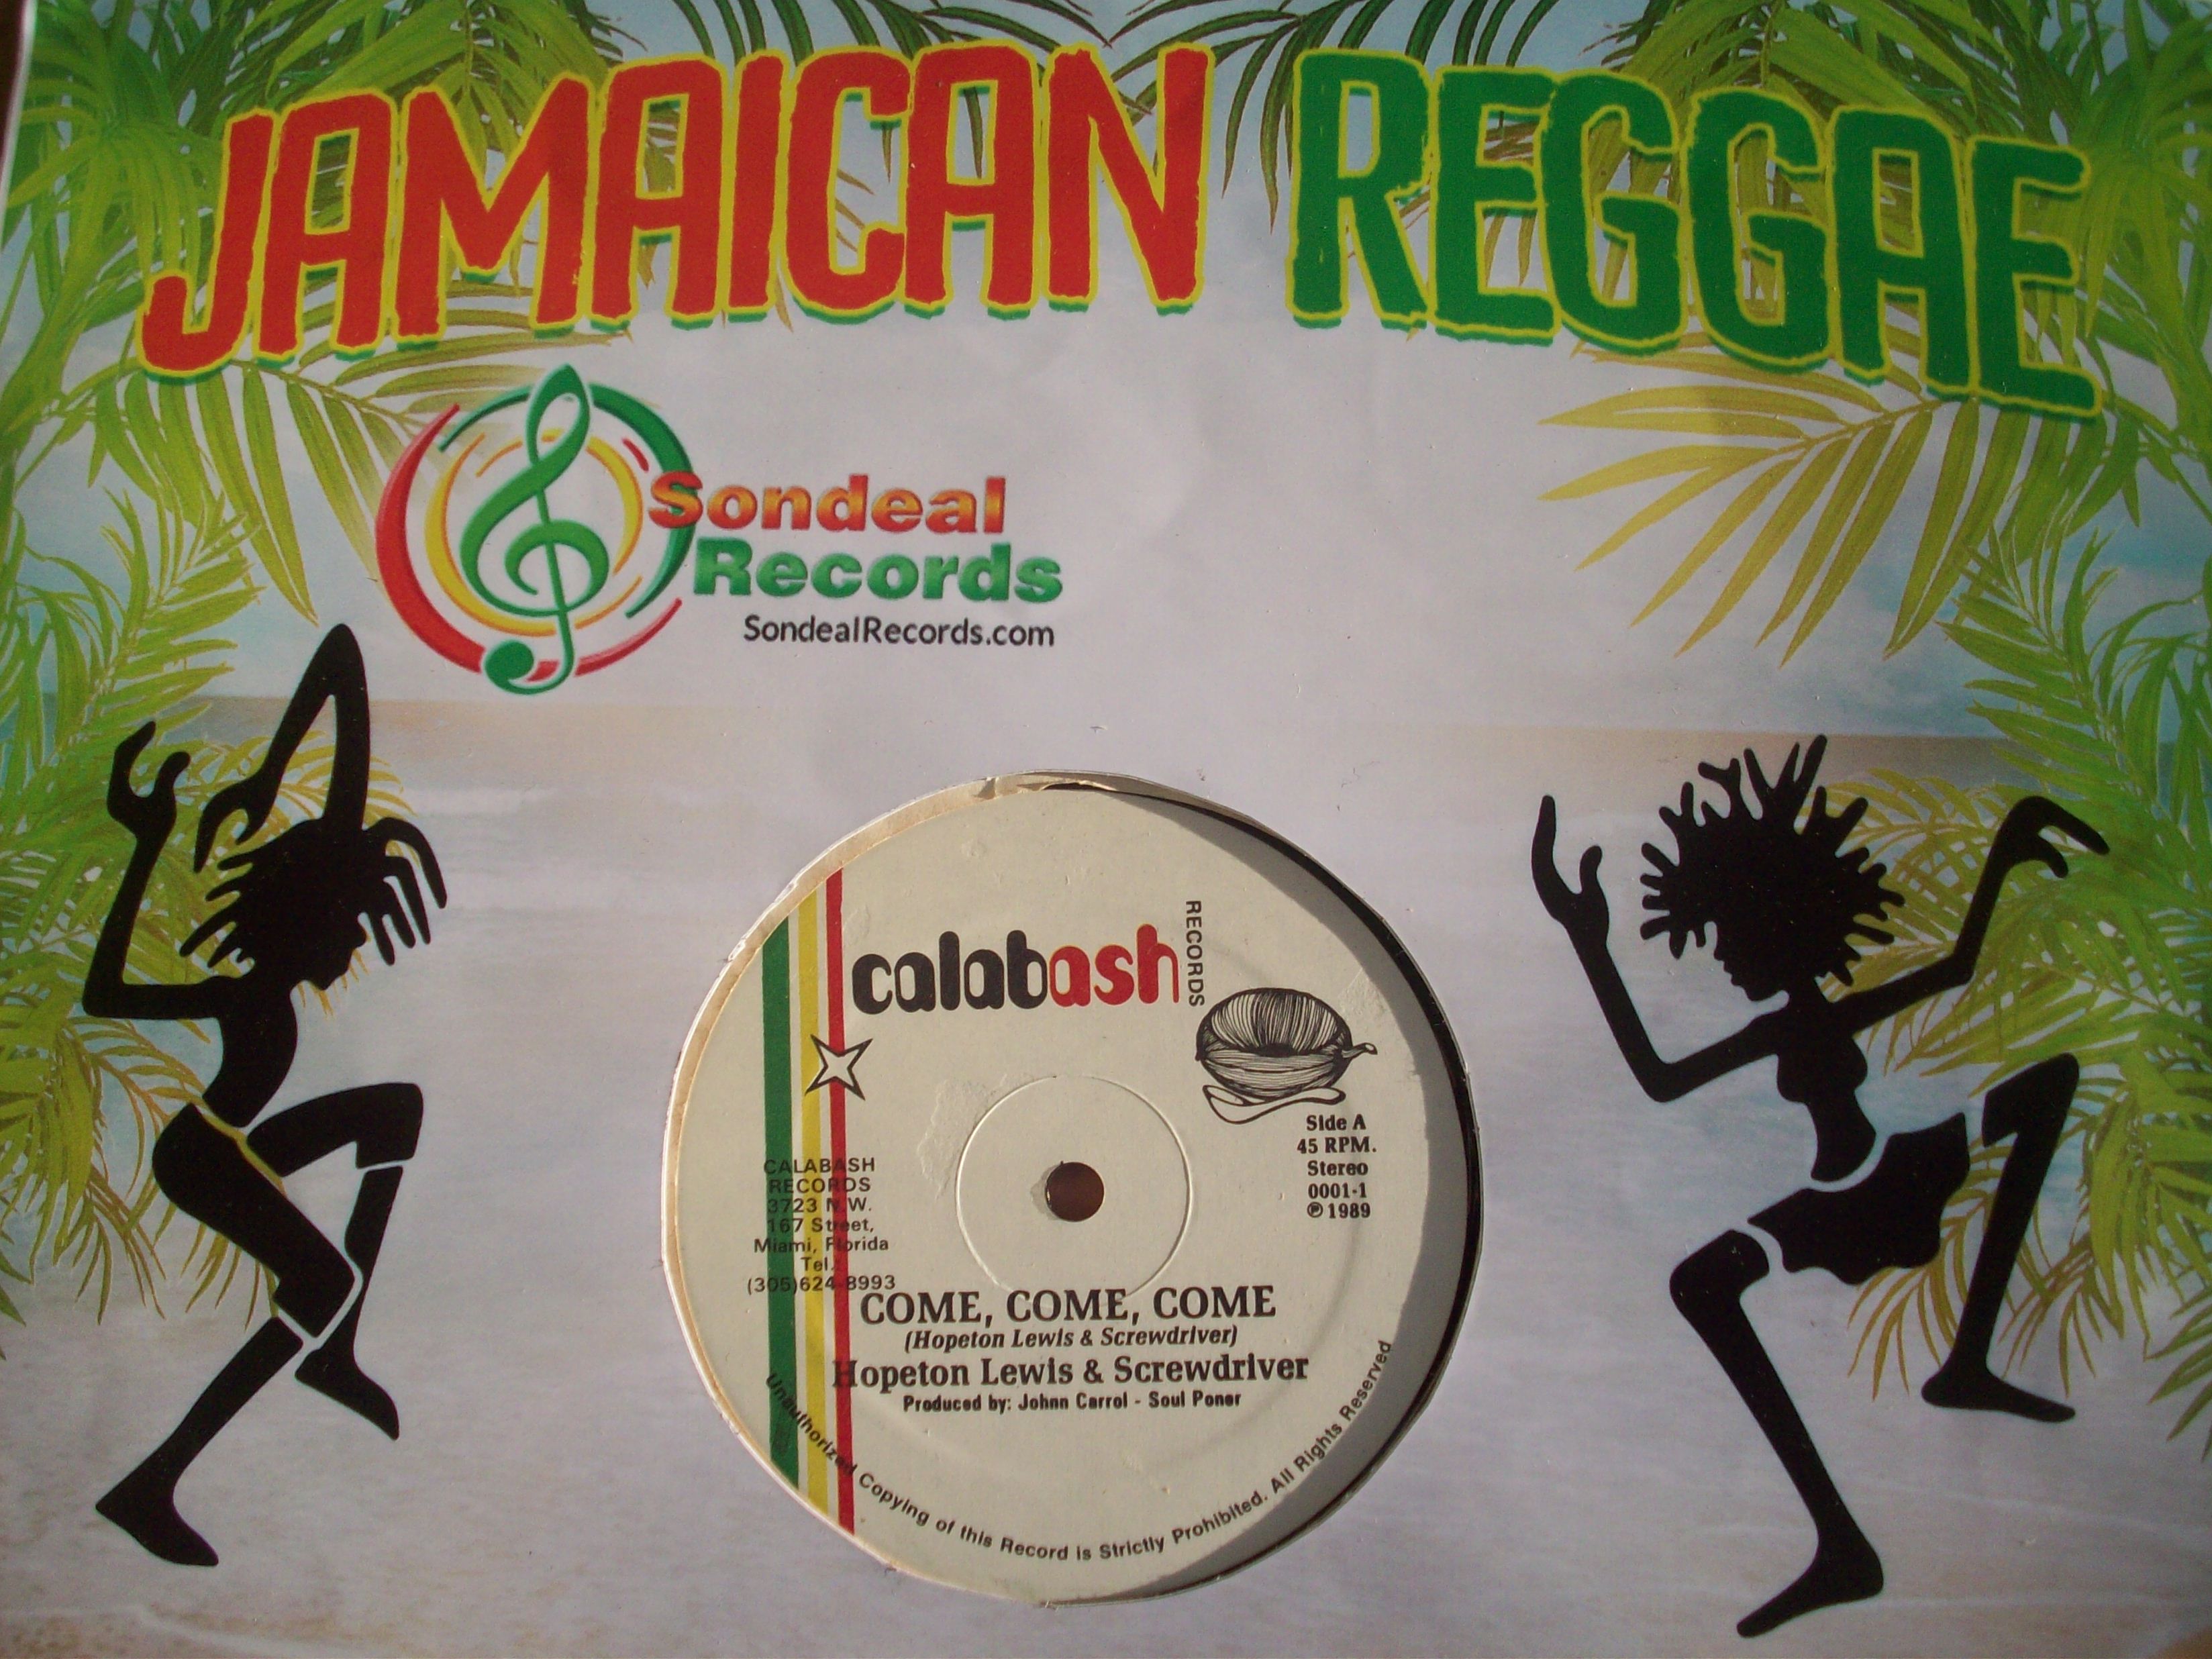 JAMAICAN REGGAE
Sondeal
Records
SondealRecords.com
calabash
RECORDS
Side A
45 RPM.
Stereo
0001-1
℗ 1989
CALABASH
RECORDS
3723 N.W.
167 Street,
Miami, Florida
Tel.
(305)624-8993
COME, COME, COME
(Hopeton Lewis & Screwdriver)
Hopeton Lewis & Screwdriver
Produced by: Johnn Carrol - Soul Poner
Unauthorized Copying of this Record is Strictly Prohibited. All Rights Reserved